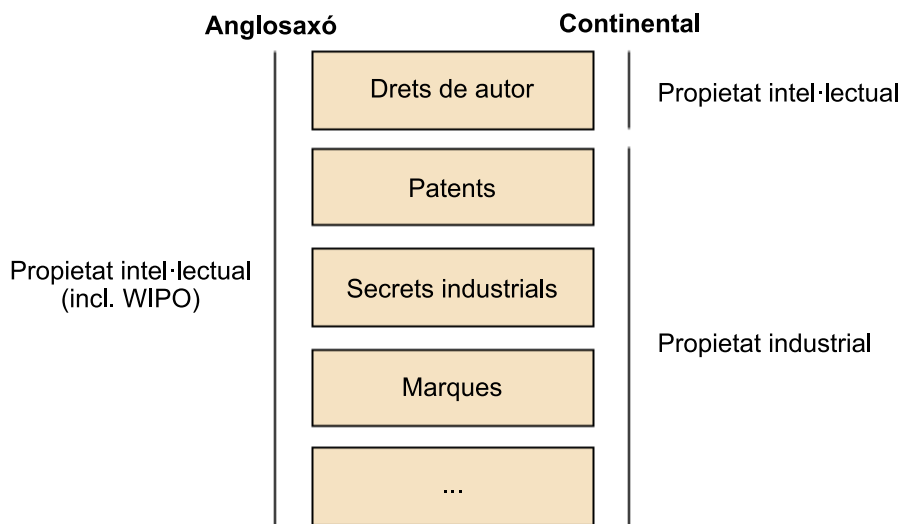 Anglosaxó
Continental
Drets de autor
Propietat intel·lectual
Patents
Propietat intel·lectual
(incl. WIPO)
Secrets industrials
Propietat industrial
Marques
...